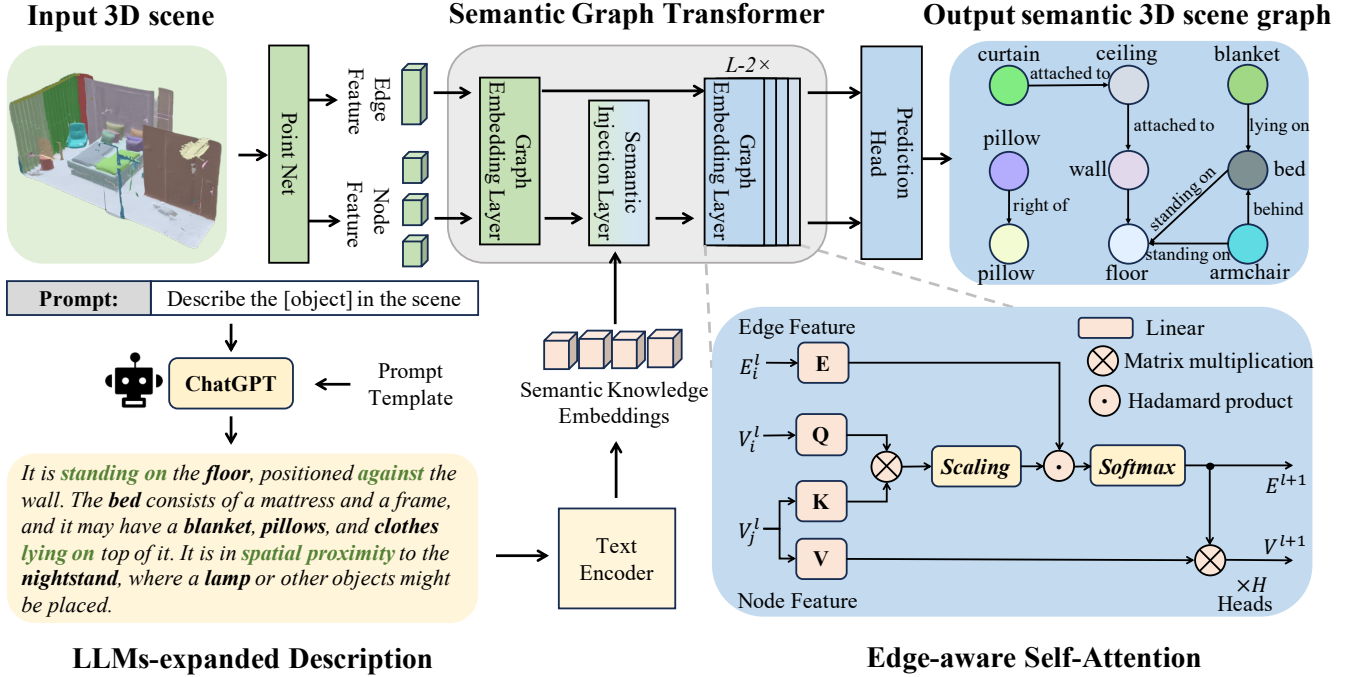 Input 3D scene
Semantic Graph Transformer
Output semantic 3D scene graph
Point Net
Edge
Feature
Node
Feature
Graph
Embedding Layer
Semantic
Injection Layer
L-2×
Graph
Embedding Layer
Prediction
Head
curtain
attached to
ceiling
blanket
attached to
lying on
pillow
wall
bed
right of
standing on
behind
standing on
pillow
floor
armchair
Prompt:
Describe the [object] in the scene
ChatGPT
Prompt
Template
It is standing on the floor, positioned against the
wall. The bed consists of a mattress and a frame,
and it may have a blanket, pillows, and clothes
lying on top of it. It is in spatial proximity to the
nightstand, where a lamp or other objects might
be placed.
Semantic Knowledge
Embeddings
Text
Encoder
Edge Feature
E_i^l
E
V_i^l
Q
K
V_j^l
V
Node Feature
Scaling
Softmax
Linear
Matrix multiplication
Hadamard product
E^{l+1}
V^{l+1}
×H
Heads
LLMs-expanded Description
Edge-aware Self-Attention